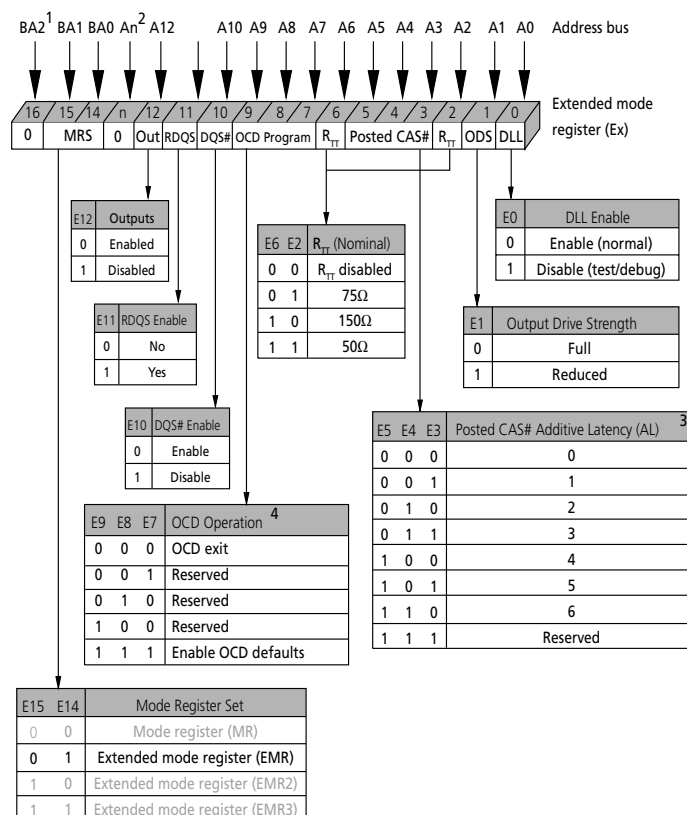 BA2¹ BA1 BA0 An² A12 A10 A9 A8 A7 A6 A5 A4 A3 A2 A1 A0 Address bus
16 15 14 n 12 11 10 9 8 7 6 5 4 3 2 1 0
0 MRS 0 Out RDQS DQS# OCD Program R_TT Posted CAS# R_TT ODS DLL
Extended mode
register (Ex)
E12 Outputs
0 Enabled
1 Disabled
E11 RDQS Enable
0 No
1 Yes
E10 DQS# Enable
0 Enable
1 Disable
E9 E8 E7 OCD Operation 4
0 0 0 OCD exit
0 0 1 Reserved
0 1 0 Reserved
1 0 0 Reserved
1 1 1 Enable OCD defaults
E15 E14 Mode Register Set
0 0 Mode register (MR)
0 1 Extended mode register (EMR)
1 0 Extended mode register (EMR2)
1 1 Extended mode register (EMR3)
E6 E2 R_TT (Nominal)
0 0 R_TT disabled
0 1 75Ω
1 0 150Ω
1 1 50Ω
E0 DLL Enable
0 Enable (normal)
1 Disable (test/debug)
E1 Output Drive Strength
0 Full
1 Reduced
E5 E4 E3 Posted CAS# Additive Latency (AL) 3
0 0 0 0
0 0 1 1
0 1 0 2
0 1 1 3
1 0 0 4
1 0 1 5
1 1 0 6
1 1 1 Reserved